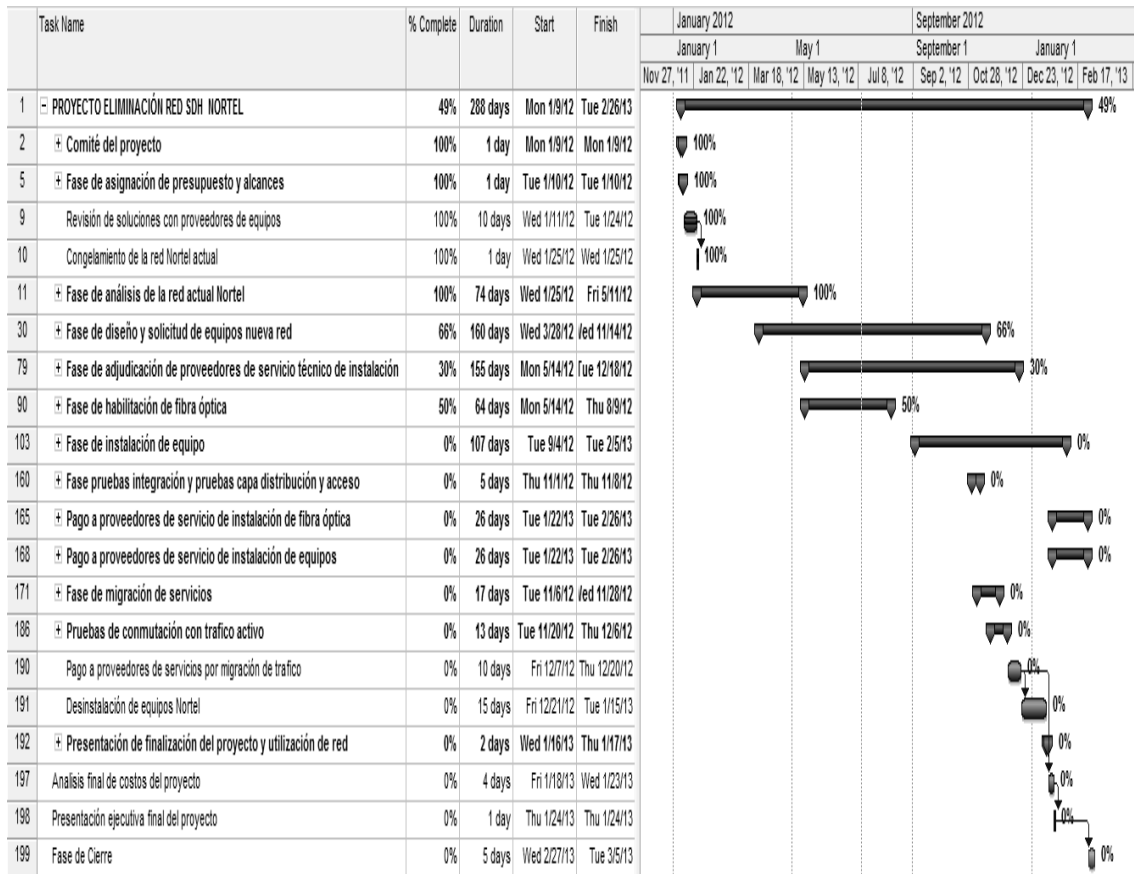 Task Name % Complete Duration Start Finish
January 2012 September 2012
January 1 May 1 September 1 January 1
Nov 27, '11 Jan 22, '12 Mar 18, '12 May 13, '12 Jul 8, '12 Sep 2, '12 Oct 28, '12 Dec 23, '12 Feb 17, '13
1 PROYECTO ELIMINACIÓN RED SDH NORTEL 49% 288 days Mon 1/9/12 Tue 2/26/13 49%
2 Comité del proyecto 100% 1 day Mon 1/9/12 Mon 1/9/12 100%
5 Fase de asignación de presupuesto y alcances 100% 1 day Tue 1/10/12 Tue 1/10/12 100%
9 Revisión de soluciones con proveedores de equipos 100% 10 days Wed 1/11/12 Tue 1/24/12 100%
10 Congelamiento de la red Nortel actual 100% 1 day Wed 1/25/12 Wed 1/25/12 100%
11 Fase de análisis de la red actual Nortel 100% 74 days Wed 1/25/12 Fri 5/11/12 100%
30 Fase de diseño y solicitud de equipos nueva red 66% 160 days Wed 3/28/12 Ved 11/14/12 66%
79 Fase de adjudicación de proveedores de servicio técnico de instalación 30% 155 days Mon 5/14/12 Tue 12/18/12 30%
90 Fase de habilitación de fibra óptica 50% 64 days Mon 5/14/12 Thu 8/9/12 50%
103 Fase de instalación de equipo 0% 107 days Tue 9/4/12 Tue 2/5/13 0%
160 Fase pruebas integración y pruebas capa distribución y acceso 0% 5 days Thu 11/1/12 Thu 11/8/12 0%
165 Pago a proveedores de servicio de instalación de fibra óptica 0% 26 days Tue 1/22/13 Tue 2/26/13 0%
168 Pago a proveedores de servicio de instalación de equipos 0% 26 days Tue 1/22/13 Tue 2/26/13 0%
171 Fase de migración de servicios 0% 17 days Tue 11/6/12 Ved 11/28/12 0%
186 Pruebas de conmutación con trafico activo 0% 13 days Tue 11/20/12 Thu 12/6/12 0%
190 Pago a proveedores de servicios por migración de trafico 0% 10 days Fri 12/7/12 Thu 12/20/12 0%
191 Desinstalación de equipos Nortel 0% 15 days Fri 12/21/12 Tue 1/15/13 0%
192 Presentación de finalización del proyecto y utilización de red 0% 2 days Wed 1/16/13 Thu 1/17/13 0%
197 Analisis final de costos del proyecto 0% 4 days Fri 1/18/13 Wed 1/23/13 0%
198 Presentación ejecutiva final del proyecto 0% 1 day Thu 1/24/13 Thu 1/24/13 0%
199 Fase de Cierre 0% 5 days Wed 2/27/13 Tue 3/5/13 0%